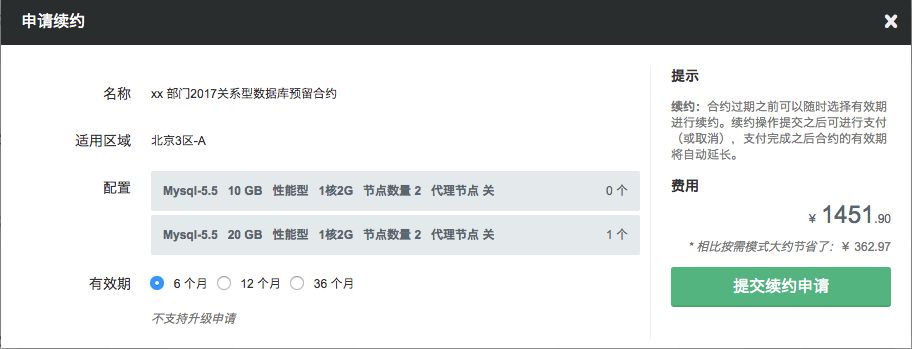 申请续约
名称 xx 部门2017关系型数据库预留合约
适用区域 北京3区-A
配置 Mysql-5.5 10 GB 性能型 1核2G 节点数量 2 代理节点 关 0 个
Mysql-5.5 20 GB 性能型 1核2G 节点数量 2 代理节点 关 1 个
有效期 6 个月 12 个月 36 个月
不支持升级申请
提示
续约：合约过期之前可以随时选择有效期
进行续约。续约操作提交之后可进行支付
（或取消），支付完成之后合约的有效期
将自动延长。
费用
¥ 1451.90
* 相比按需模式大约节省了：¥ 362.97
提交续约申请